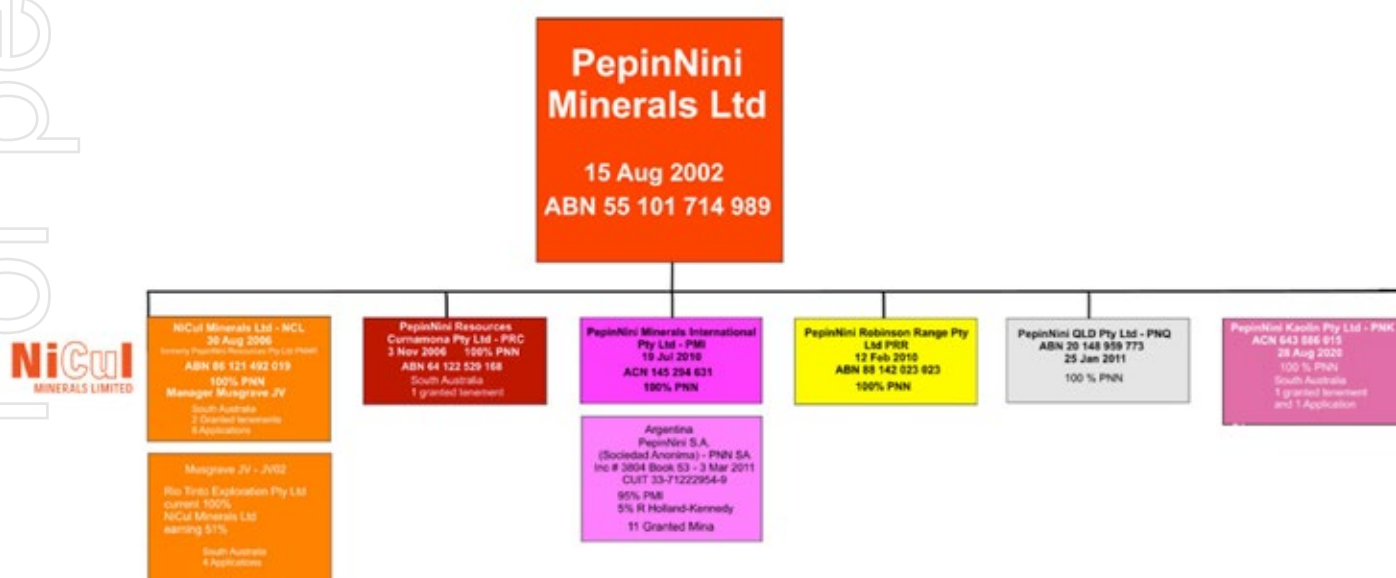 PepinNini
Minerals Ltd
15 Aug 2002
ABN 55 101 714 989
NiCul
MINERALS LIMITED
NiCul Minerals Ltd - NCL
30 Aug 2006
formerly PepinNini Resources Pty Ltd
ABN 86 121 492 019
100% PNN
Manager Musgrave JV
South Australia
2 Granted tenements
6 Applications
Musgrave JV - JV02
Rio Tinto Exploration Pty Ltd
current 100%
NiCul Minerals Ltd
earning 51%
South Australia
4 Applications
PepinNini Resources
Curnamona Pty Ltd - PRC
3 Nov 2006 100% PNN
ABN 64 122 529 168
South Australia
1 granted tenement
PepinNini Minerals International
Pty Ltd - PMI
19 Jul 2010
ACN 145 294 631
100% PNN
Argentina
PepinNini S.A.
(Sociedad Anonima) - PNN SA
Inc # 3804 Book 53 - 3 Mar 2011
CUIT 33-71222954-9
95% PMI
5% R Holland-Kennedy
11 Granted Mina
PepinNini Robinson Range Pty
Ltd PRR
12 Feb 2010
ABN 88 142 023 023
100% PNN
PepinNini QLD Pty Ltd - PNQ
ABN 20 148 959 773
25 Jan 2011
100 % PNN
PepinNini Kaolin Pty Ltd - PNK
ACN 643 586 015
28 Aug 2020
100 % PNN
South Australia
1 granted tenement
and 1 Application